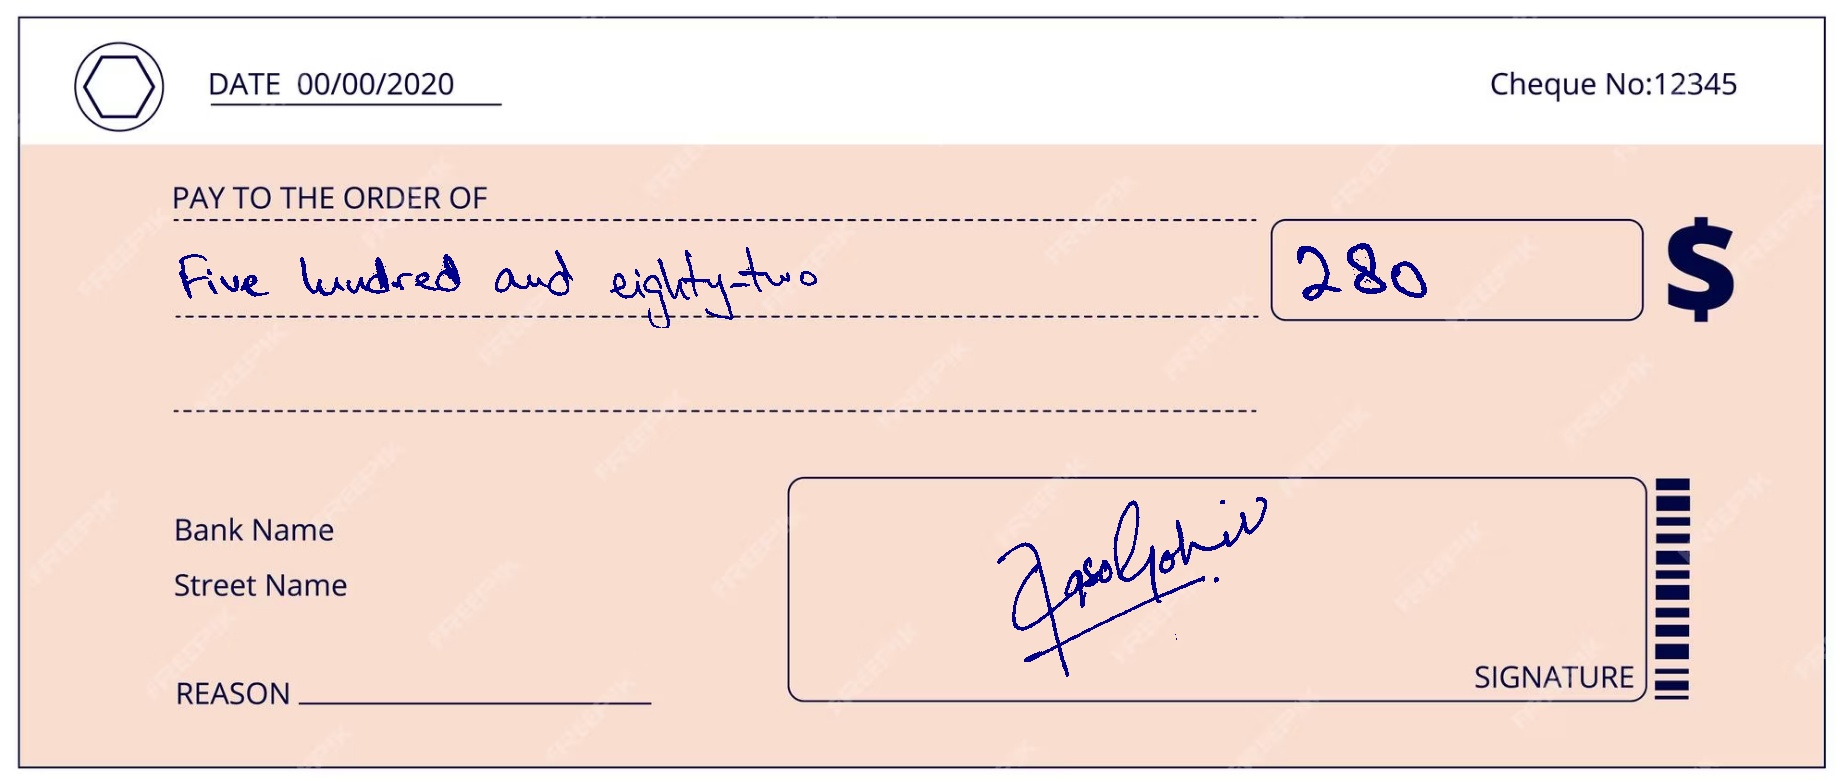 DATE 00/00/2020
Cheque No:12345
PAY TO THE ORDER OF
Five hundred and eighty-two
280
$
Bank Name
Street Name
REASON
SIGNATURE